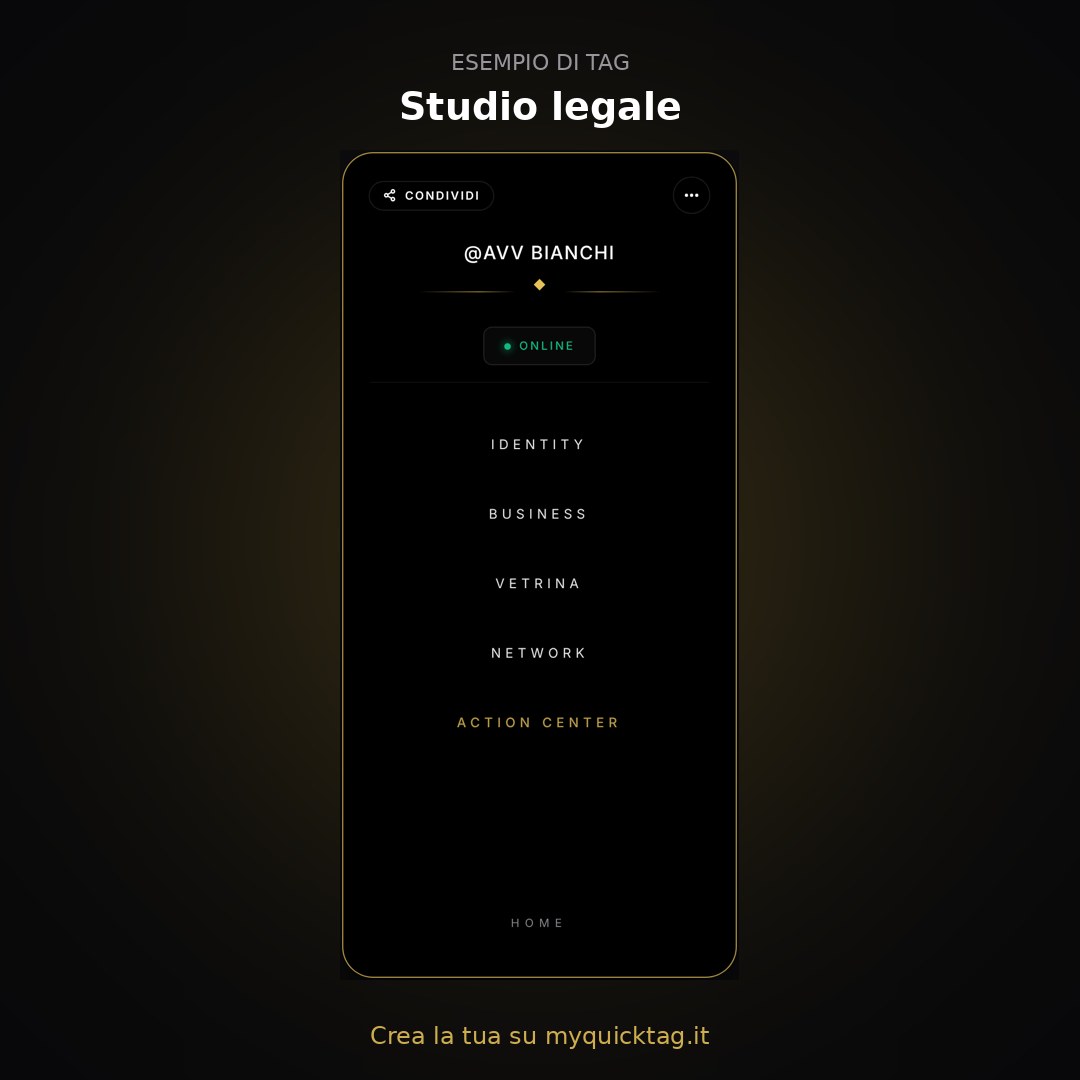 ESEMPIO DI TAG
Studio legale
CONDIVIDI
@AVV BIANCHI
ONLINE
IDENTITY
BUSINESS
VETRINA
NETWORK
ACTION CENTER
HOME
Crea la tua su myquicktag.it